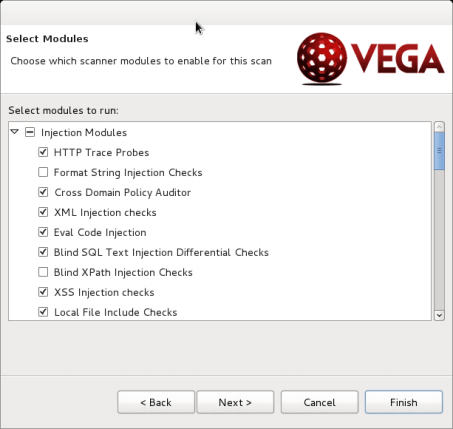 Select Modules
Choose which scanner modules to enable for this scan
VEGA
Select modules to run:
Injection Modules
HTTP Trace Probes
Format String Injection Checks
Cross Domain Policy Auditor
XML Injection checks
Eval Code Injection
Blind SQL Text Injection Differential Checks
Blind XPath Injection Checks
XSS Injection checks
Local File Include Checks
< Back
Next >
Cancel
Finish